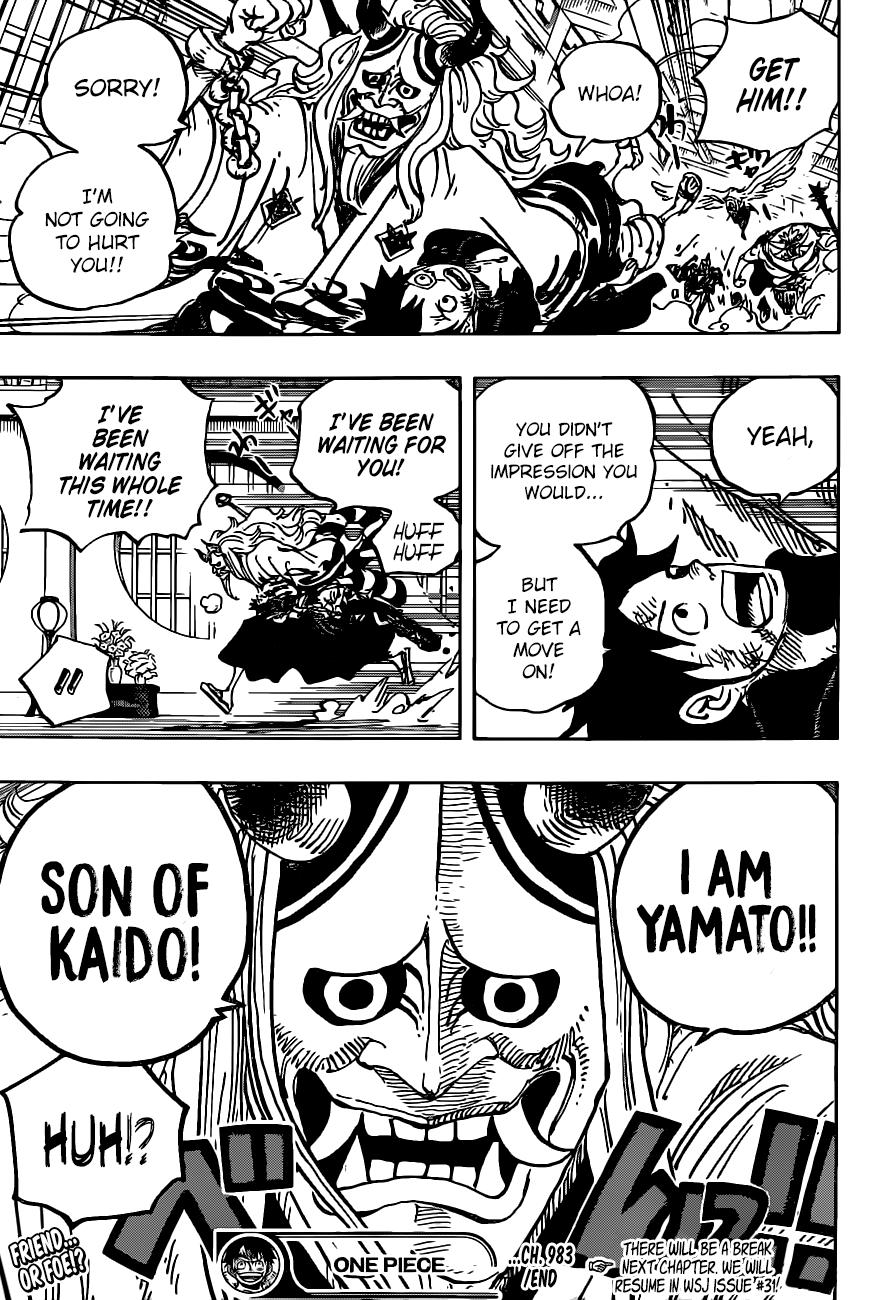 GET
HIM!!
WHOA!
SORRY!
I'M
NOT GOING
TO HURT
YOU!!
YEAH,
YOU DIDN'T
GIVE OFF THE
IMPRESSION YOU
WOULD...
BUT
I NEED
TO GET A
MOVE
ON!
I'VE BEEN
WAITING FOR
YOU!
HUFF
HUFF
I'VE
BEEN
WAITING
THIS WHOLE
TIME!!
!!
I AM
YAMATO!!
SON OF
KAIDO!
HUH!?
FRIEND...
OR FOE!?
ONE PIECE
...CH. 983
/END
☞ THERE WILL BE A BREAK
NEXT CHAPTER. WE WILL
RESUME IN WSJ ISSUE #31!